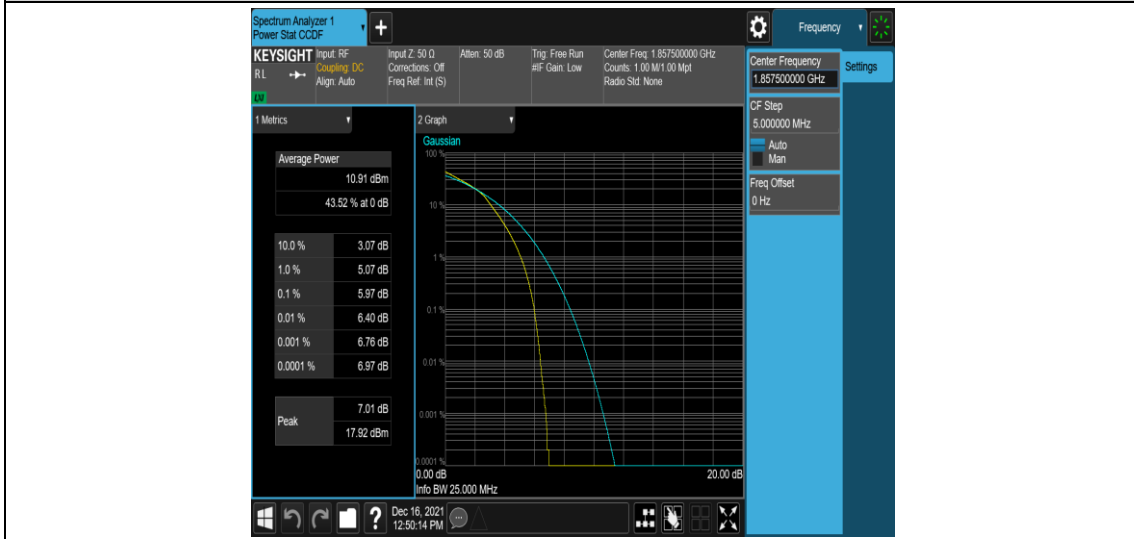 Spectrum Analyzer 1
Power Stat CCDF
+
Frequency
KEYSIGHT
RL
Input: RF
Coupling: DC
Align: Auto
Input Z: 50 Ω
Corrections: Off
Freq Ref: Int (S)
Atten: 50 dB
Trig: Free Run
#IF Gain: Low
Center Freq: 1.857500000 GHz
Counts: 1.00 M/1.00 Mpt
Radio Std: None
Center Frequency
1.857500000 GHz
Settings
CF Step
5.000000 MHz
Auto
Man
Freq Offset
0 Hz
1 Metrics
Average Power
10.91 dBm
43.52 % at 0 dB
10.0 % 3.07 dB
1.0 % 5.07 dB
0.1 % 5.97 dB
0.01 % 6.40 dB
0.001 % 6.76 dB
0.0001 % 6.97 dB
Peak
7.01 dB
17.92 dBm
2 Graph
Gaussian
100 %
10 %
1 %
0.1 %
0.01 %
0.001 %
0.0001 %
0.00 dB 20.00 dB
Info BW 25.000 MHz
?
Dec 16, 2021
12:50:14 PM